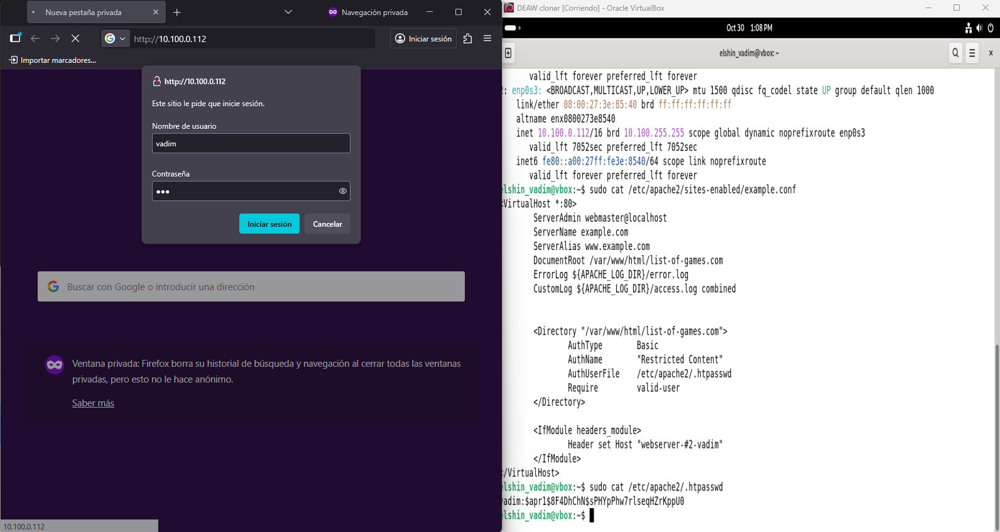 Nueva pestaña privada
Navegación privada
http://10.100.0.112
Iniciar sesión
Importar marcadores...
http://10.100.0.112
Este sitio le pide que inicie sesión.
Nombre de usuario
vadim
Contraseña
Iniciar sesión
Cancelar
Buscar con Google o introducir una dirección
Ventana privada: Firefox borra su historial de búsqueda y navegación al cerrar todas las ventanas
privadas, pero esto no le hace anónimo.
Saber más
10.100.0.112
DEAW clonar [Corriendo] - Oracle VirtualBox
Oct 30 1:08 PM
elshin_vadim@vbox: ~
valid_lft forever preferred_lft forever
2: enp0s3: <BROADCAST,MULTICAST,UP,LOWER_UP> mtu 1500 qdisc fq_codel state UP group default qlen 1000
link/ether 08:00:27:3e:85:40 brd ff:ff:ff:ff:ff:ff
altname enx0800273e8540
inet 10.100.0.112/16 brd 10.100.255.255 scope global dynamic noprefixroute enp0s3
valid_lft 7052sec preferred_lft 7052sec
inet6 fe80::a00:27ff:fe3e:8540/64 scope link noprefixroute
valid_lft forever preferred_lft forever
elshin_vadim@vbox:~$ sudo cat /etc/apache2/sites-enabled/example.conf
<VirtualHost *:80>
ServerAdmin webmaster@localhost
ServerName example.com
ServerAlias www.example.com
DocumentRoot /var/www/html/list-of-games.com
ErrorLog ${APACHE_LOG_DIR}/error.log
CustomLog ${APACHE_LOG_DIR}/access.log combined
<Directory "/var/www/html/list-of-games.com">
AuthType Basic
AuthName "Restricted Content"
AuthUserFile /etc/apache2/.htpasswd
Require valid-user
</Directory>
<IfModule headers_module>
Header set Host "webserver-#2-vadim"
</IfModule>
</VirtualHost>
elshin_vadim@vbox:~$ sudo cat /etc/apache2/.htpasswd
vadim:$apr1$8F4DhChN$sPHYpPhw7rlseqHZrKppU0
elshin_vadim@vbox:~$